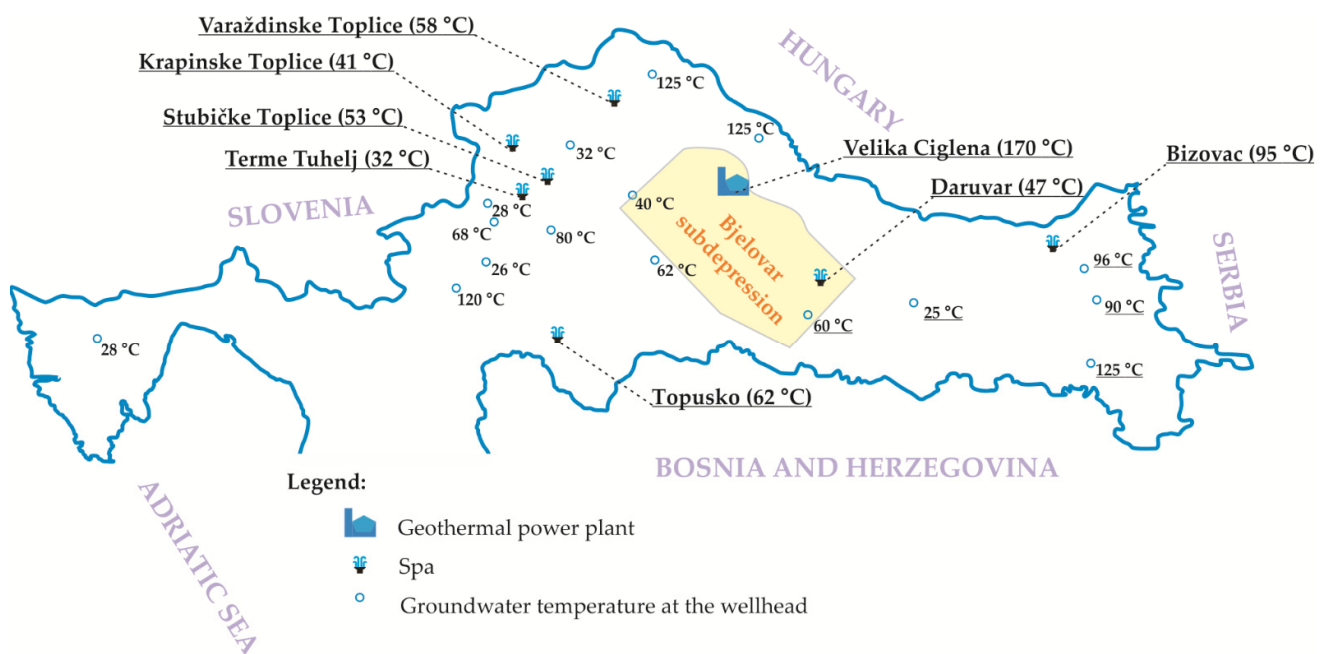 Varaždinske Toplice (58 °C)
Krapinske Toplice (41 °C)
Stubičke Toplice (53 °C)
Terme Tuhelj (32 °C)
HUNGARY
125 °C
125 °C
32 °C
Velika Ciglena (170 °C)
Bizovac (95 °C)
Daruvar (47 °C)
SLOVENIA
28 °C
40 °C
68 °C
80 °C
Bjelovar
subdepression
26 °C
62 °C
96 °C
SERBIA
120 °C
60 °C
25 °C
90 °C
28 °C
125 °C
Topusko (62 °C)
BOSNIA AND HERZEGOVINA
ADRIATIC SEA
Legend:
Geothermal power plant
Spa
Groundwater temperature at the wellhead